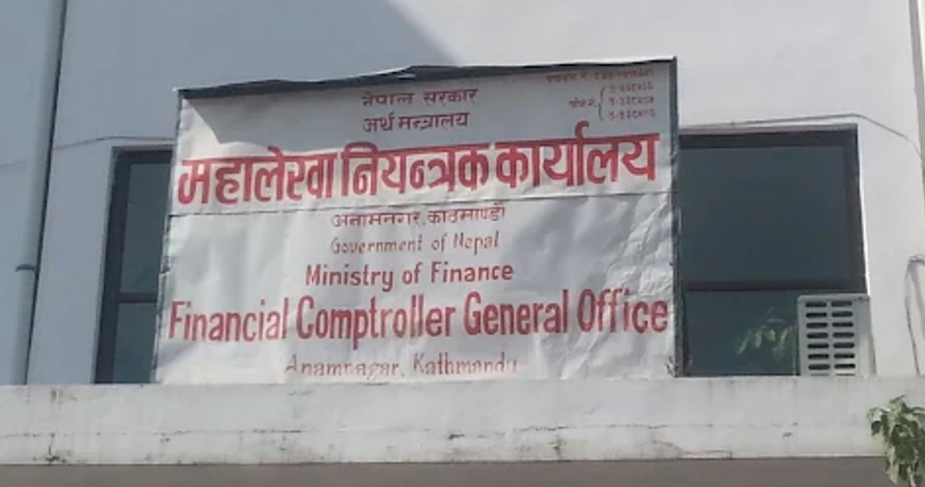 नेपाल सरकार
अर्थ मन्त्रालय
महालेखा नियन्त्रक कार्यालय
अनामनगर, काठमाण्डौं
Government of Nepal
Ministry of Finance
Financial Comptroller General Office
Anamnagar, Kathmandu